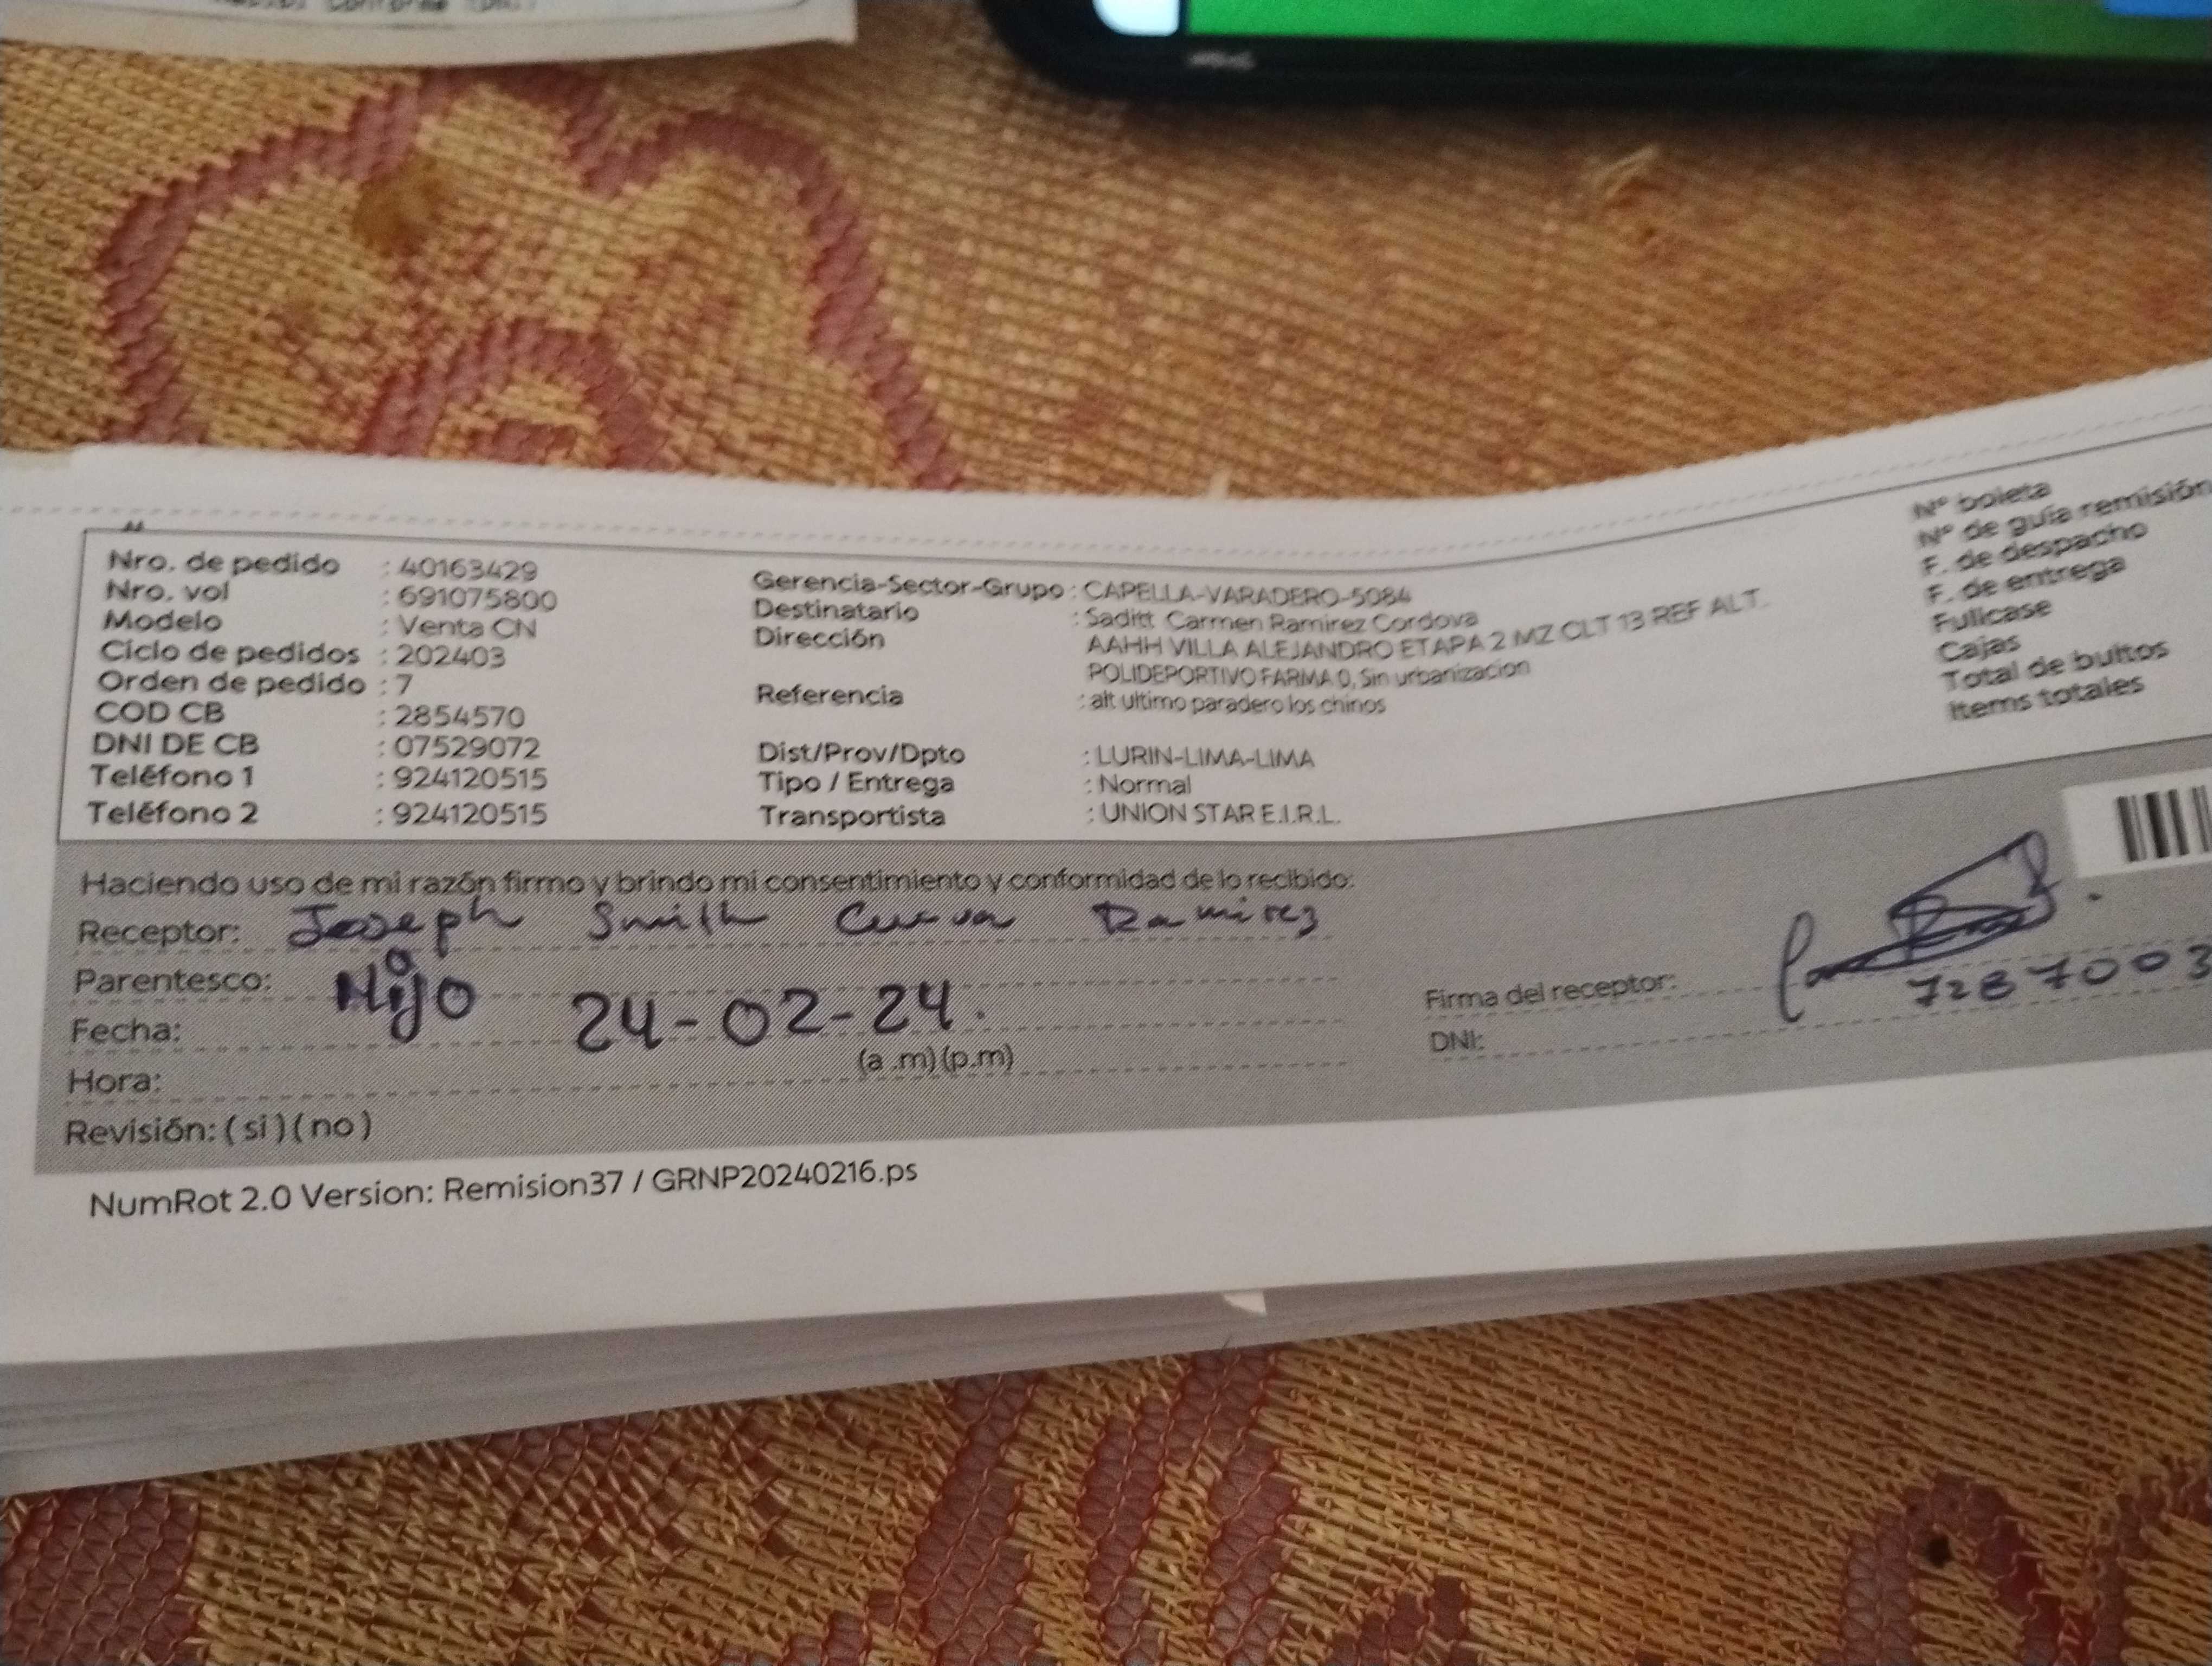 Nro. de pedido : 40163429
Nro. vol : 691075800
Modelo : Venta CN
Ciclo de pedidos : 202403
Orden de pedido : 7
COD CB : 2854570
DNI DE CB : 07529072
Teléfono 1 : 924120515
Teléfono 2 : 924120515
Gerencia-Sector-Grupo : CAPELLA-VARADERO-5084
Destinatario : Saditt Carmen Ramirez Cordova
Dirección AAHH VILLA ALEJANDRO ETAPA 2 MZ C LT 13 REF ALT.
POLIDEPORTIVO FARMA 0, Sin urbanizacion
Referencia : alt ultimo paradero los chinos
Dist/Prov/Dpto : LURIN-LIMA-LIMA
Tipo / Entrega : Normal
Transportista : UNION STAR E.I.R.L.
N° boleta
N° de guía remisión
F. de despacho
F. de entrega
Fullcase
Cajas
Total de bultos
Items totales
Haciendo uso de mi razón firmo y brindo mi consentimiento y conformidad de lo recibido:
Receptor: Joseph Smith Cueva Ramirez
Parentesco: Hijo
Fecha: 24-02-24.
Hora: (a .m) (p.m)
Revisión: ( si ) ( no )
Firma del receptor:
DNI: 7287003
NumRot 2.0 Version: Remision37 / GRNP20240216.ps